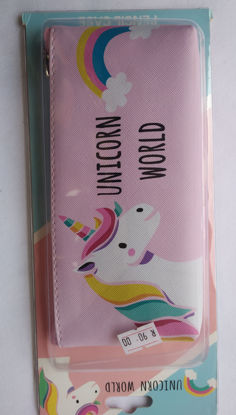 PENCIL CASE
UNICORN
WORLD
R 90.00
UNICORN WORLD